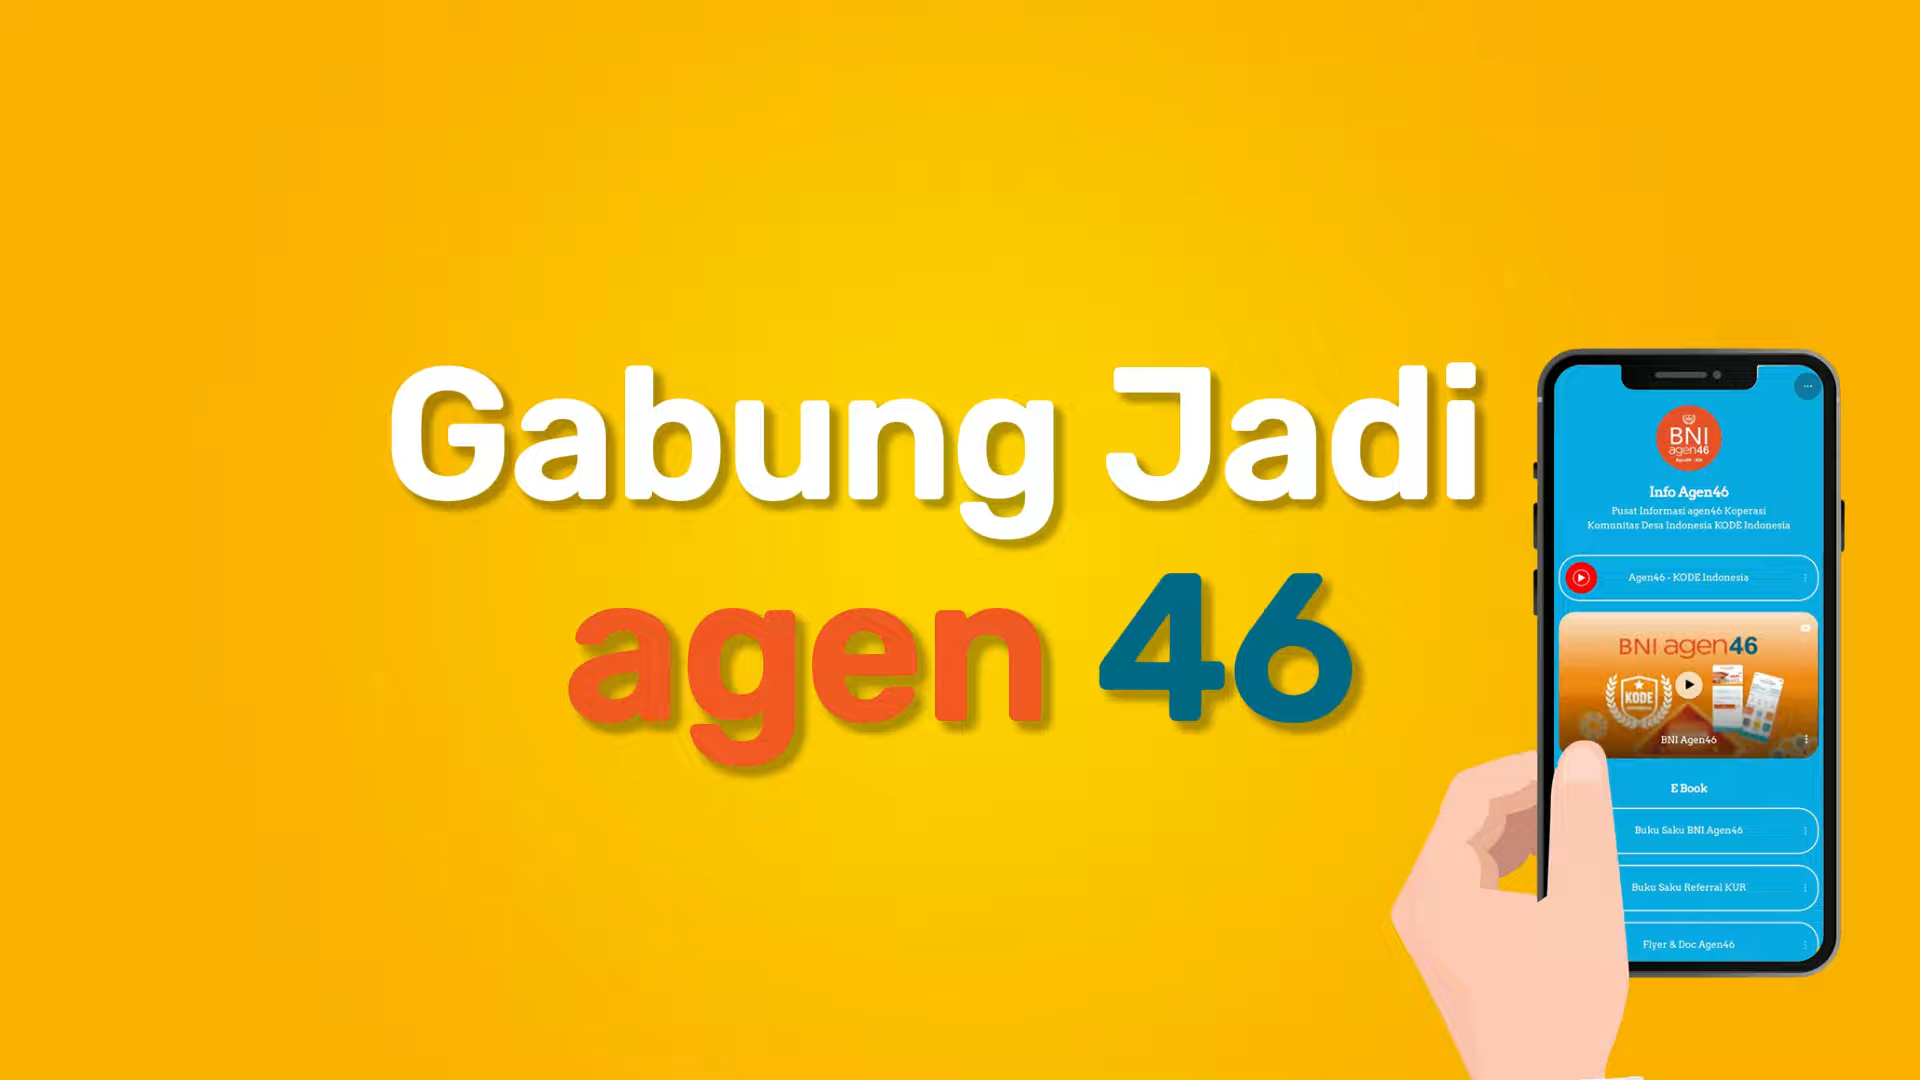 Gabung Jadi
agen 46
BNI
agen46
Info Agen46
Pusat Informasi agen46 Koperasi
Komunitas Desa Indonesia KODE Indonesia
Agen46 - KODE Indonesia
BNI agen46
KODE
BNI Agen46
E Book
Buku Saku BNI Agen46
Buku Saku Referral KUR
Flyer & Doc Agen46